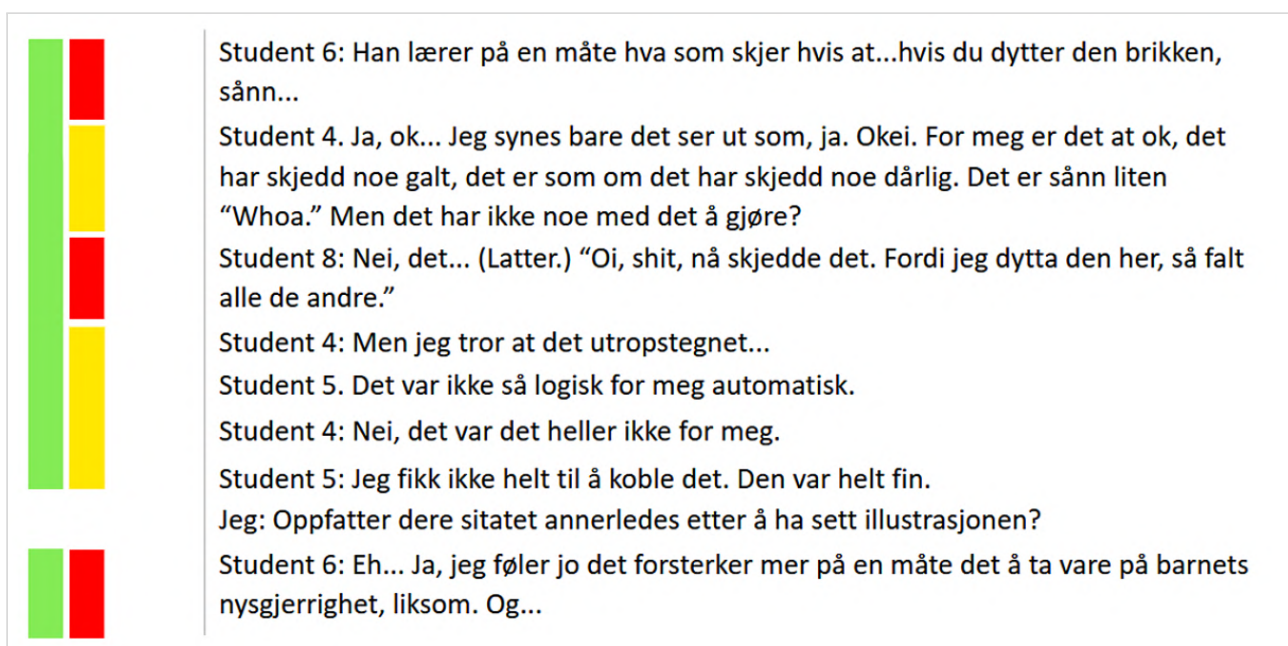 Student 6: Han lærer på en måte hva som skjer hvis at...hvis du dytter den brikken,
sånn...
Student 4. Ja, ok... Jeg synes bare det ser ut som, ja. Okei. For meg er det at ok, det
har skjedd noe galt, det er som om det har skjedd noe dårlig. Det er sånn liten
“Whoa.” Men det har ikke noe med det å gjøre?
Student 8: Nei, det... (Latter.) “Oi, shit, nå skjedde det. Fordi jeg dytta den her, så falt
alle de andre.”
Student 4: Men jeg tror at det utropstegnet...
Student 5. Det var ikke så logisk for meg automatisk.
Student 4: Nei, det var det heller ikke for meg.
Student 5: Jeg fikk ikke helt til å koble det. Den var helt fin.
Jeg: Oppfatter dere sitatet annerledes etter å ha sett illustrasjonen?
Student 6: Eh... Ja, jeg føler jo det forsterker mer på en måte det å ta vare på barnets
nysgjerrighet, liksom. Og...